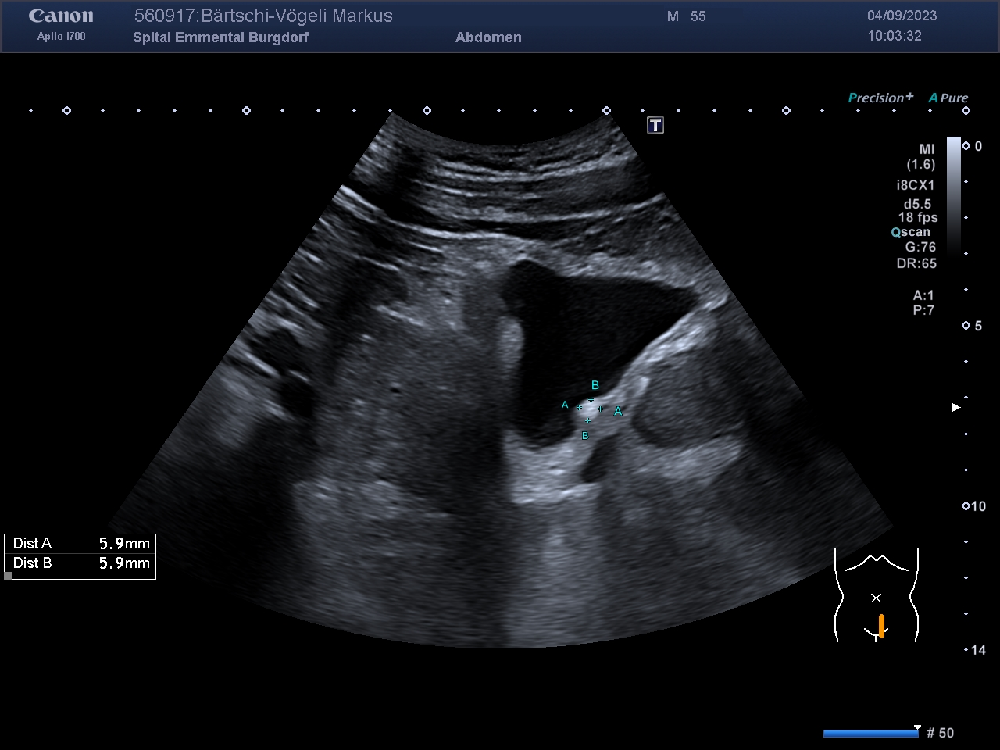 Canon
Aplio i700
560917:Bärtschi-Vögeli Markus
M 55
04/09/2023
Spital Emmental Burgdorf
Abdomen
10:03:32
Precision+ A Pure
T
MI
(1.6)
i8CX1
d5.5
18 fps
Qscan
G:76
DR:65
A:1
P:7
0
5
10
14
B
A
A
B
Dist A 5.9mm
Dist B 5.9mm
# 50